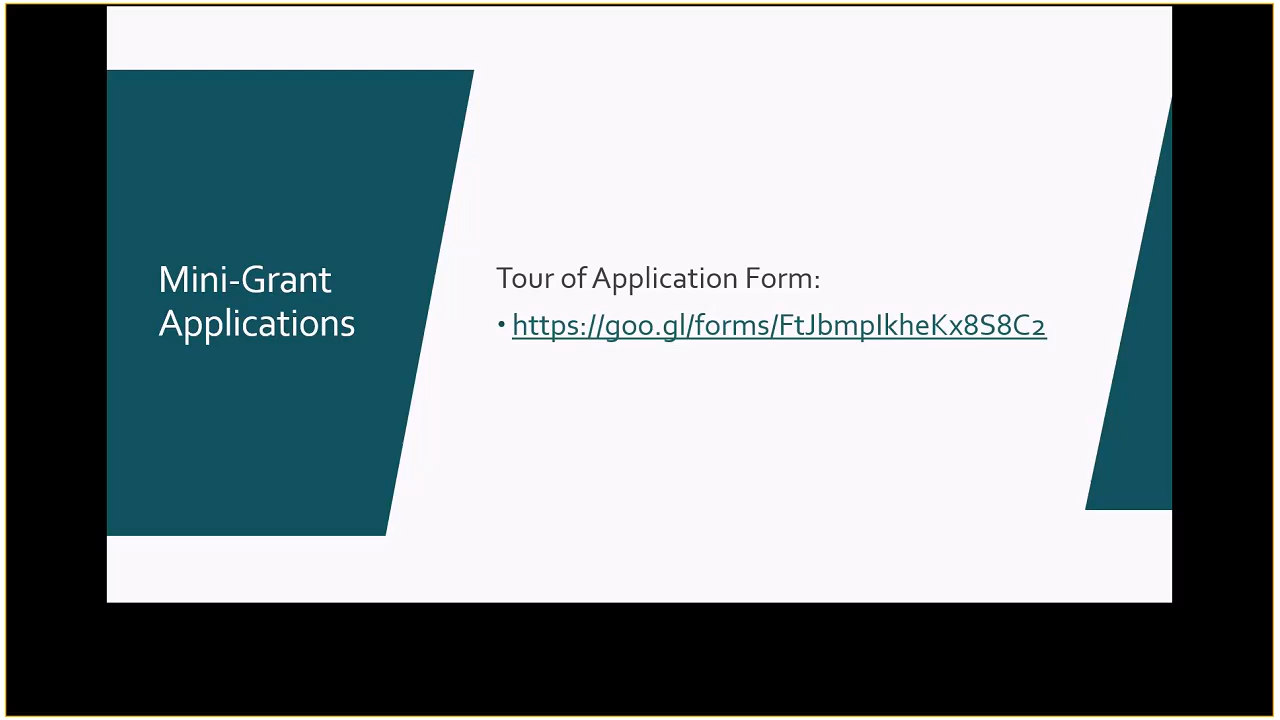 Mini-Grant
Applications
Tour of Application Form:
• https://goo.gl/forms/FtJbmpIkheKx8S8C2